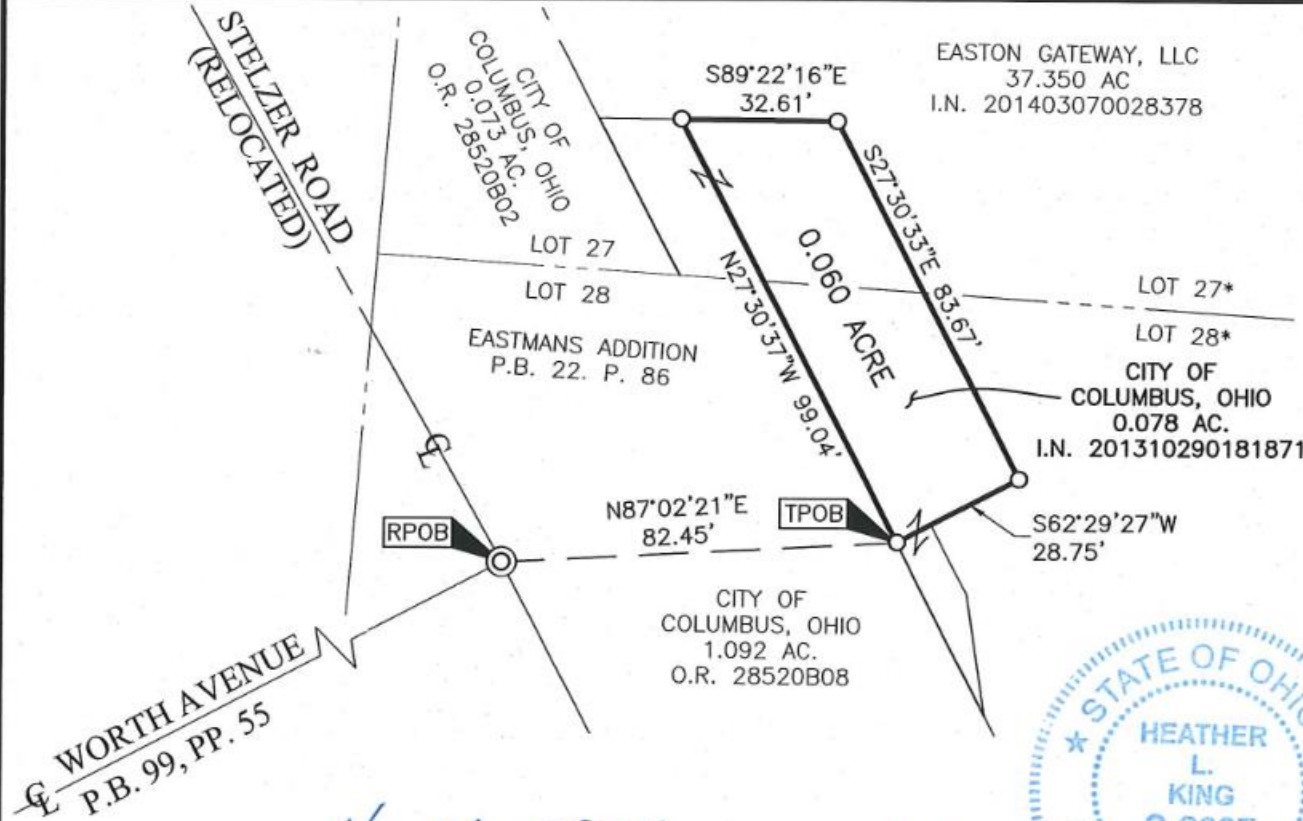 STELZER ROAD
(RELOCATED)
CITY OF
COLUMBUS, OHIO
0.073 AC.
O.R. 28520B02
S89°22'16"E
32.61'
EASTON GATEWAY, LLC
37.350 AC
I.N. 201403070028378
S27°30'33"E 83.67'
N27°30'37"W 99.04'
0.060 ACRE
LOT 27
LOT 28
LOT 27*
LOT 28*
EASTMANS ADDITION
P.B. 22. P. 86
CITY OF
COLUMBUS, OHIO
0.078 AC.
I.N. 201310290181871
CL
RPOB
N87°02'21"E
82.45'
TPOB
S62°29'27"W
28.75'
CITY OF
COLUMBUS, OHIO
1.092 AC.
O.R. 28520B08
CL WORTH AVENUE
P.B. 99, PP. 55
★ STATE OF OHIO
HEATHER
L.
KING